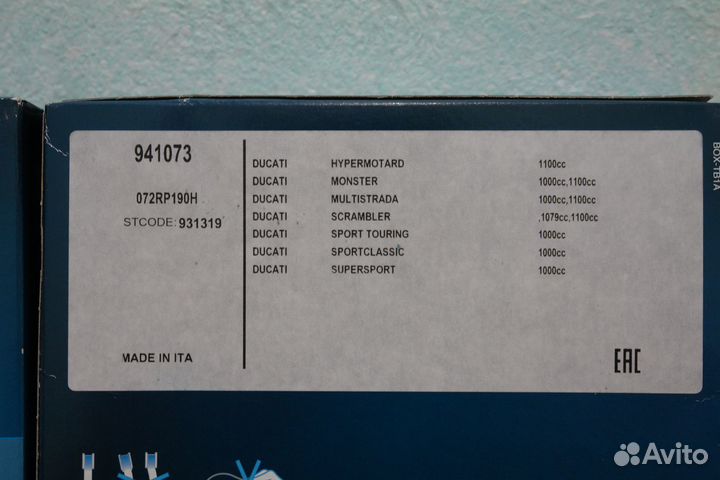 941073
072RP190H
STCODE: 931319
MADE IN ITA
DUCATI HYPERMOTARD 1100cc
DUCATI MONSTER 1000cc,1100cc
DUCATI MULTISTRADA 1000cc,1100cc
DUCATI SCRAMBLER ,1079cc,1100cc
DUCATI SPORT TOURING 1000cc
DUCATI SPORTCLASSIC 1000cc
DUCATI SUPERSPORT 1000cc
EAC
BOX-TB1A
Avito